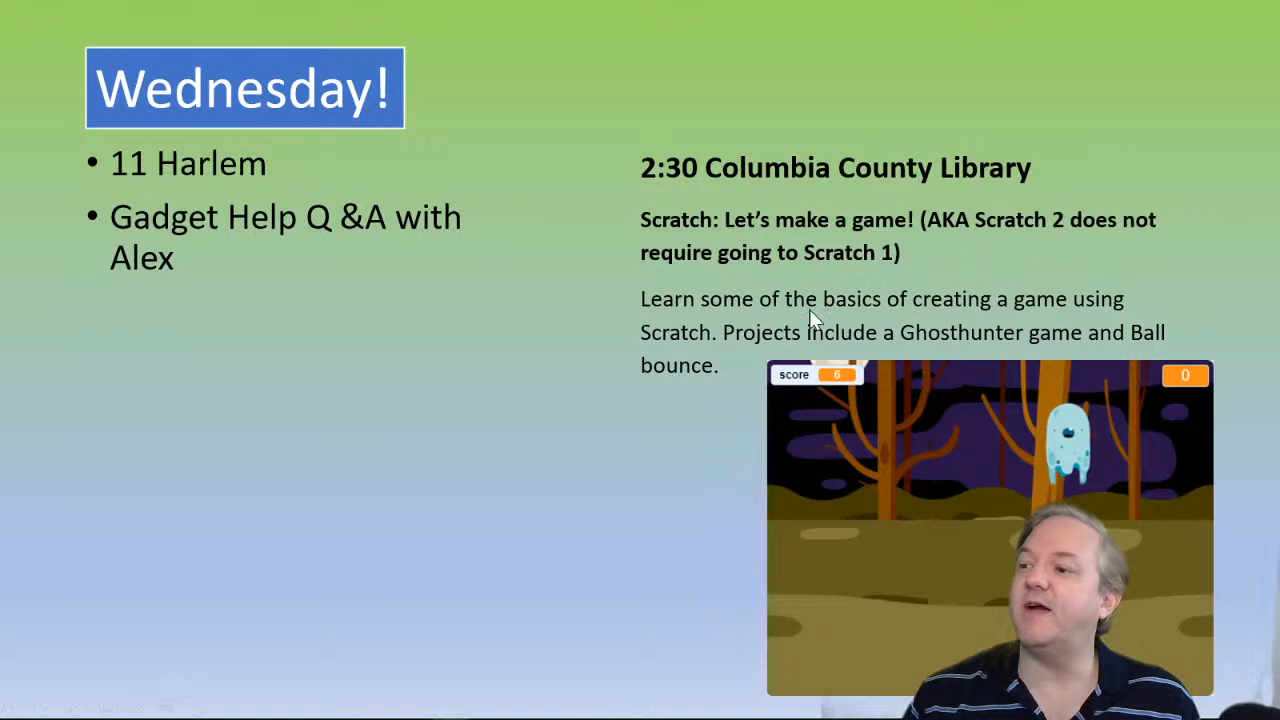 Wednesday!
• 11 Harlem
• Gadget Help Q &A with
Alex
2:30 Columbia County Library
Scratch: Let’s make a game! (AKA Scratch 2 does not
require going to Scratch 1)
Learn some of the basics of creating a game using
Scratch. Projects include a Ghosthunter game and Ball
bounce.
score 6
0